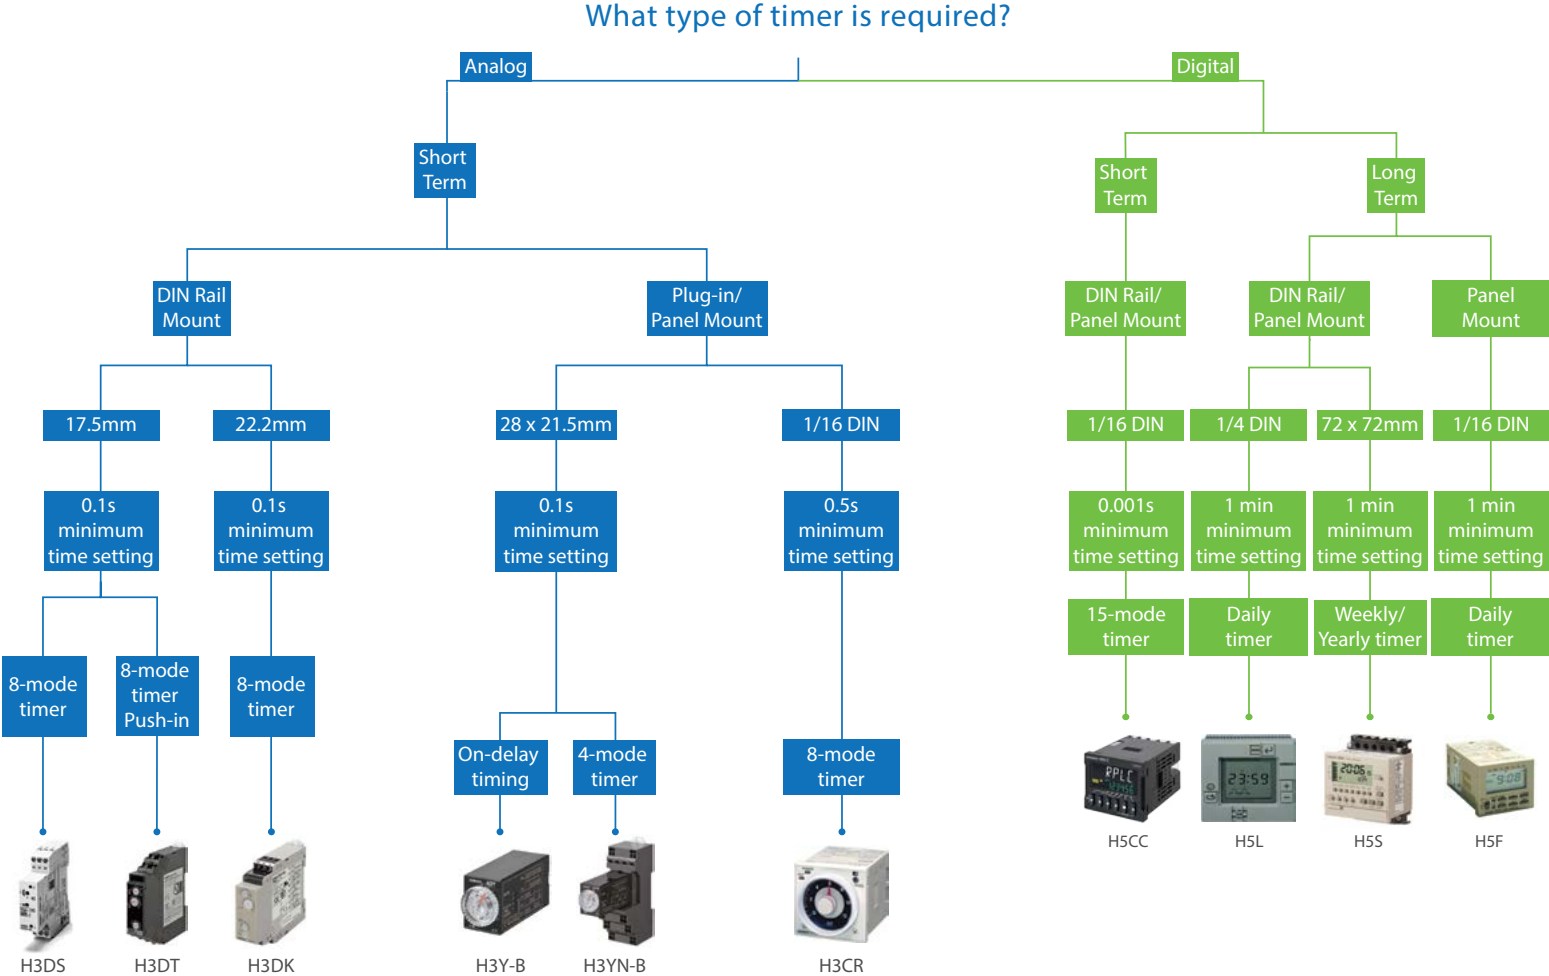 What type of timer is required?
Analog
Digital
Short
Term
Short
Term
Long
Term
DIN Rail
Mount
Plug-in/
Panel Mount
DIN Rail/
Panel Mount
DIN Rail/
Panel Mount
Panel
Mount
17.5mm
22.2mm
28 x 21.5mm
1/16 DIN
1/16 DIN
1/4 DIN
72 x 72mm
1/16 DIN
0.1s
minimum
time setting
0.1s
minimum
time setting
0.1s
minimum
time setting
0.5s
minimum
time setting
0.001s
minimum
time setting
1 min
minimum
time setting
1 min
minimum
time setting
1 min
minimum
time setting
15-mode
timer
Daily
timer
Weekly/
Yearly timer
Daily
timer
8-mode
timer
8-mode
timer
Push-in
8-mode
timer
On-delay
timing
4-mode
timer
8-mode
timer
23:59
H5CC
H5L
H5S
H5F
H3DS
H3DT
H3DK
H3Y-B
H3YN-B
H3CR